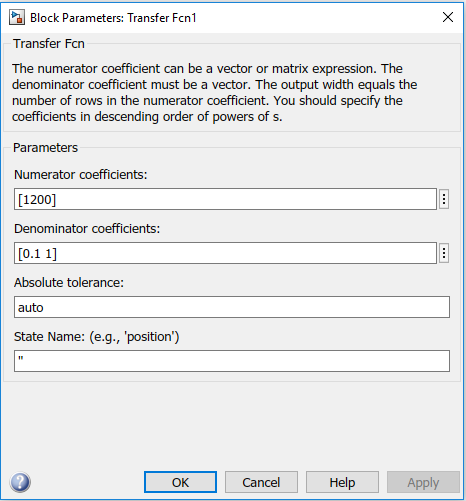 Block Parameters: Transfer Fcn1
Transfer Fcn
The numerator coefficient can be a vector or matrix expression. The
denominator coefficient must be a vector. The output width equals the
number of rows in the numerator coefficient. You should specify the
coefficients in descending order of powers of s.
Parameters
Numerator coefficients:
[1200]
Denominator coefficients:
[0.1 1]
Absolute tolerance:
auto
State Name: (e.g., 'position')
''
OK Cancel Help Apply